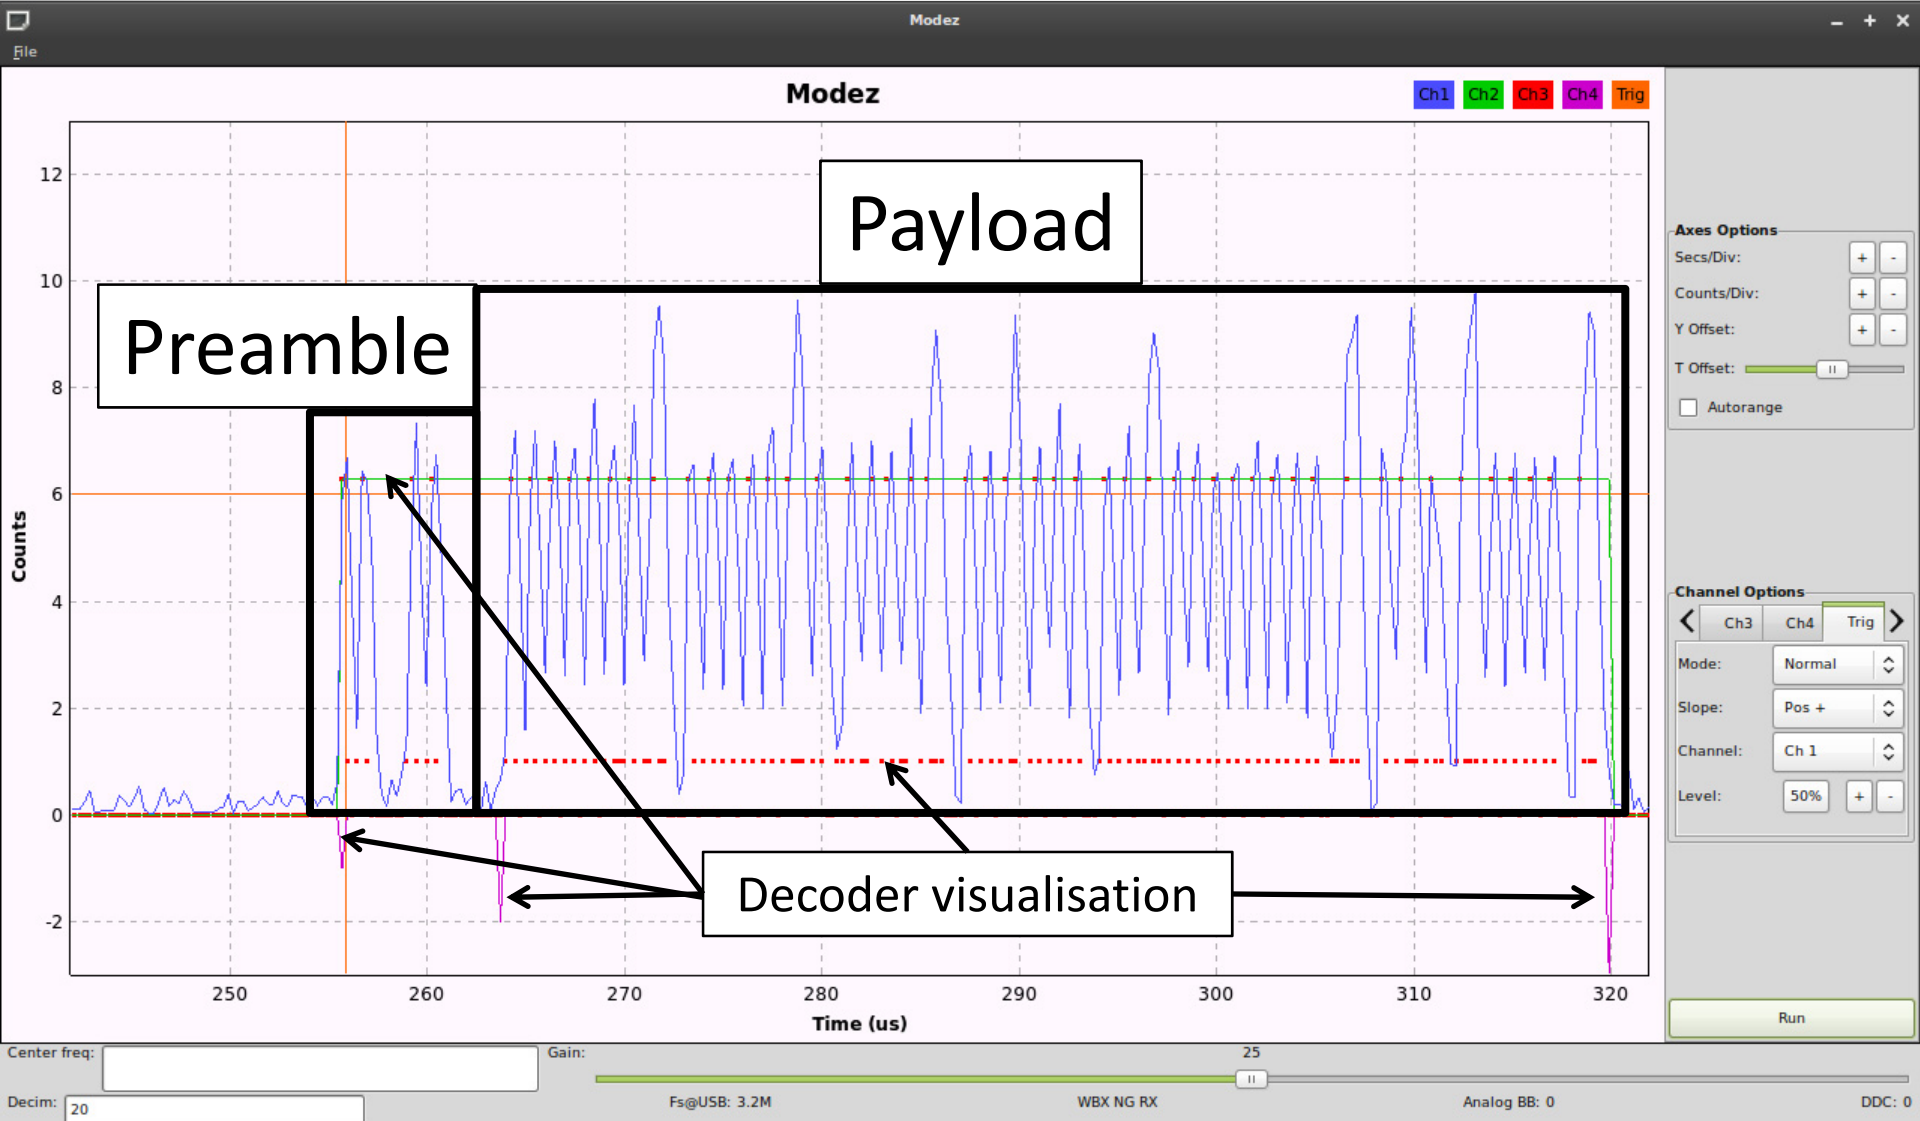 Modez
File
Modez
Ch1 Ch2 Ch3 Ch4 Trig
Payload
Preamble
Decoder visualisation
12
10
8
6
4
2
0
-2
Counts
250 260 270 280 290 300 310 320
Time (us)
Axes Options
Secs/Div: + -
Counts/Div: + -
Y Offset: + -
T Offset:
Autorange
Channel Options
Ch3 Ch4 Trig
Mode: Normal
Slope: Pos +
Channel: Ch 1
Level: 50% + -
Run
Center freq:
Gain: 25
Decim: 20
Fs@USB: 3.2M WBX NG RX Analog BB: 0 DDC: 0